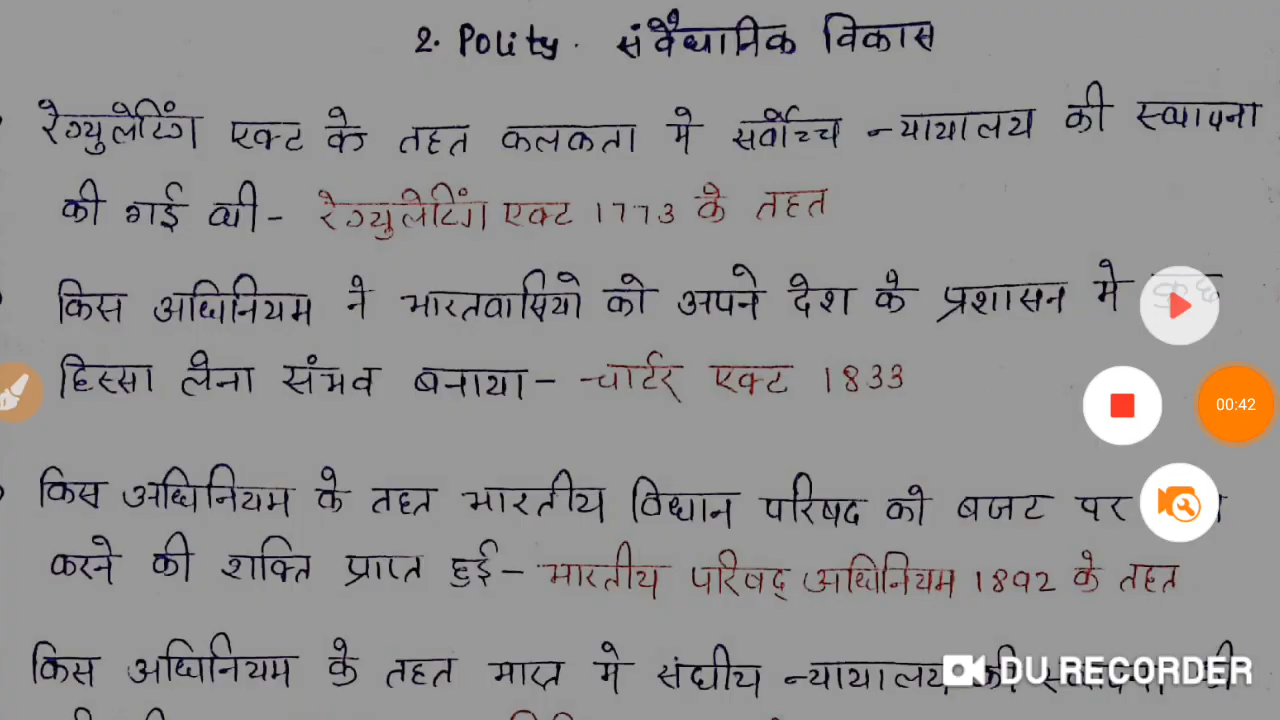 2. Polity. संवैधानिक विकास
रेग्युलेटिंग एक्ट के तहत कलकता मे सर्वोच्च न्यायालय की स्थापना
की गई थी- रेग्युलेटिंग एक्ट 1773 के तहत
किस अधिनियम ने भारतवासियो को अपने देश के प्रशासन मे
हिस्सा लेना संभव बनाया- चार्टर एक्ट 1833
00:42
किस अधिनियम के तहत भारतीय विधान परिषद को बजट पर
करने की शक्ति प्राप्त हुई- भारतीय परिषद् अधिनियम 1892 के तहत
किस अधिनियम के तहत भारत मे संघीय न्यायालय की
DU RECORDER